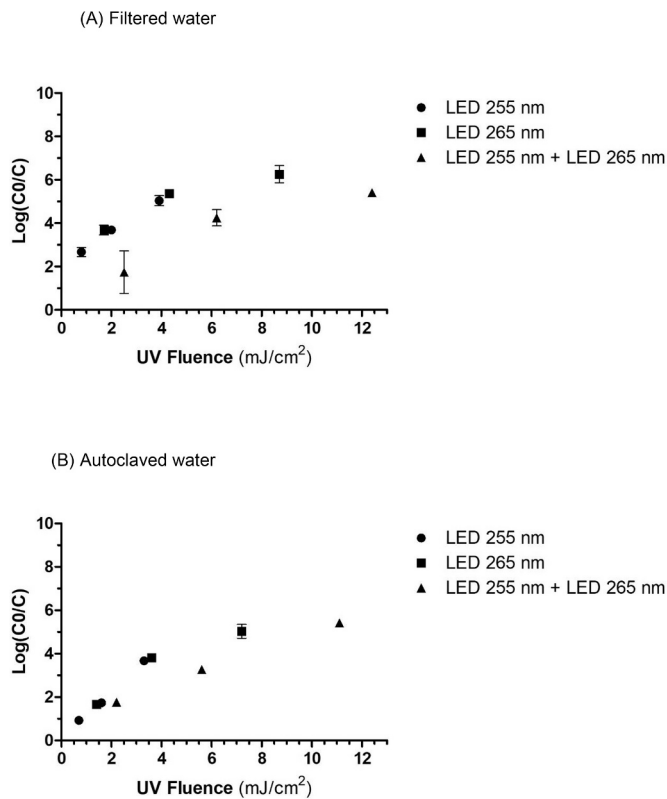 (A) Filtered water
10
8
6
4
2
0
Log(C0/C)
0 2 4 6 8 10 12
UV Fluence (mJ/cm²)
LED 255 nm
LED 265 nm
LED 255 nm + LED 265 nm
(B) Autoclaved water
10
8
6
4
2
0
Log(C0/C)
0 2 4 6 8 10 12
UV Fluence (mJ/cm²)
LED 255 nm
LED 265 nm
LED 255 nm + LED 265 nm